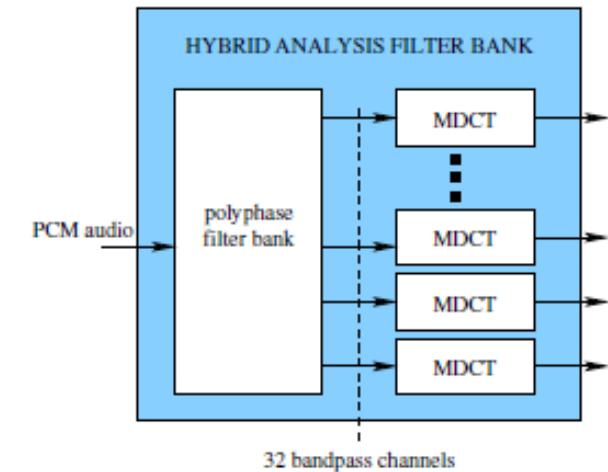 HYBRID ANALYSIS FILTER BANK
MDCT
polyphase
filter bank
PCM audio
MDCT
MDCT
MDCT
32 bandpass channels